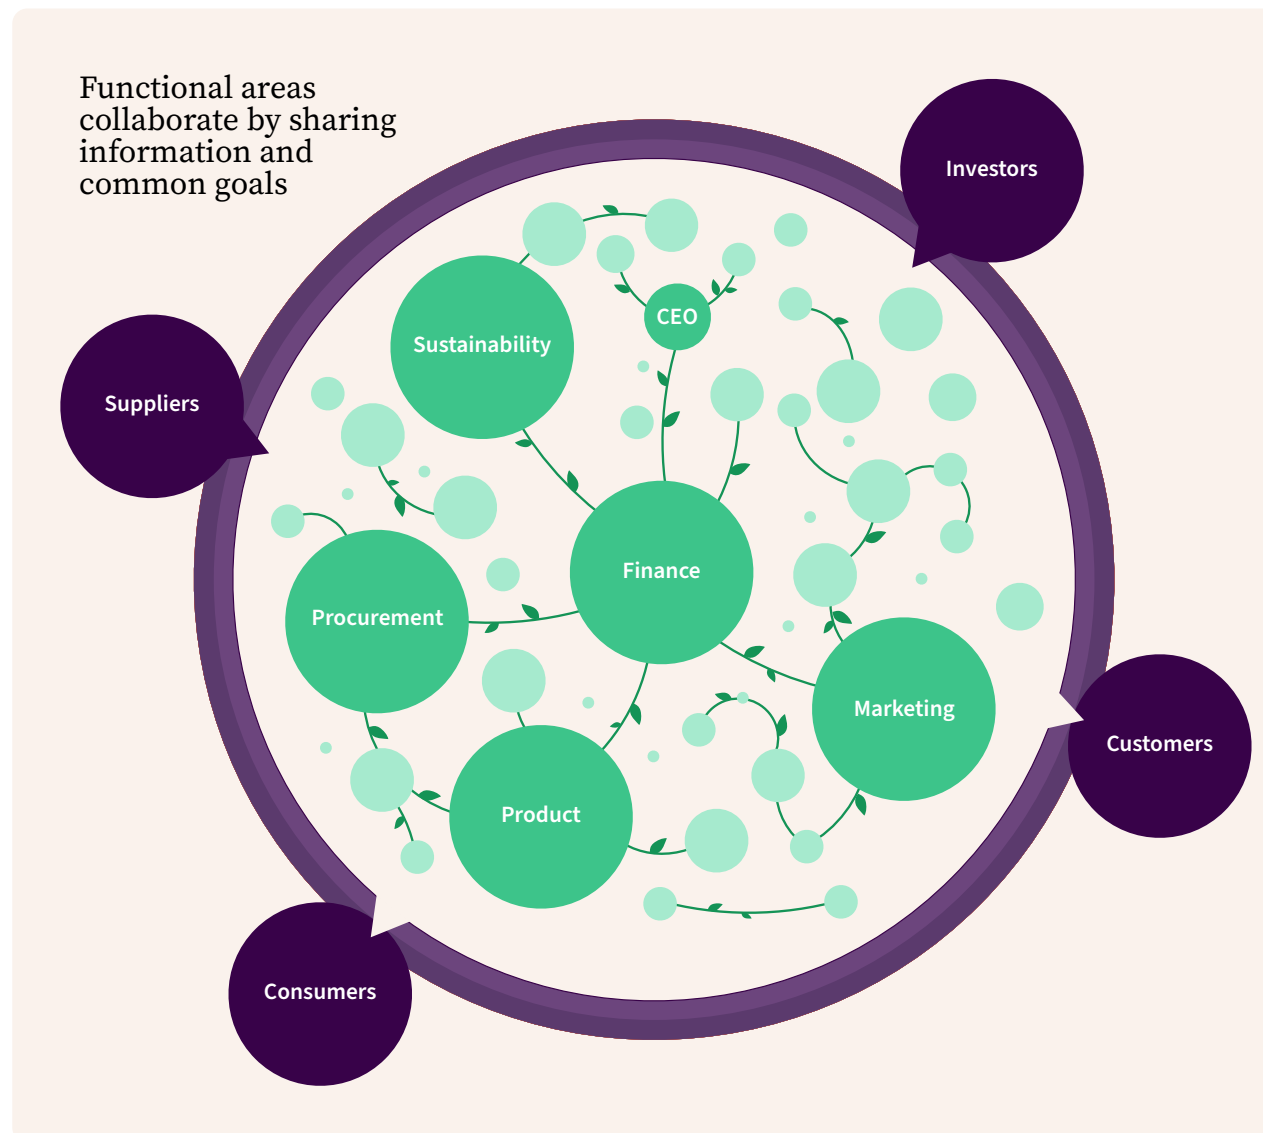 Functional areas
collaborate by sharing
information and
common goals
Investors
CEO
Sustainability
Suppliers
Finance
Procurement
Marketing
Customers
Product
Consumers